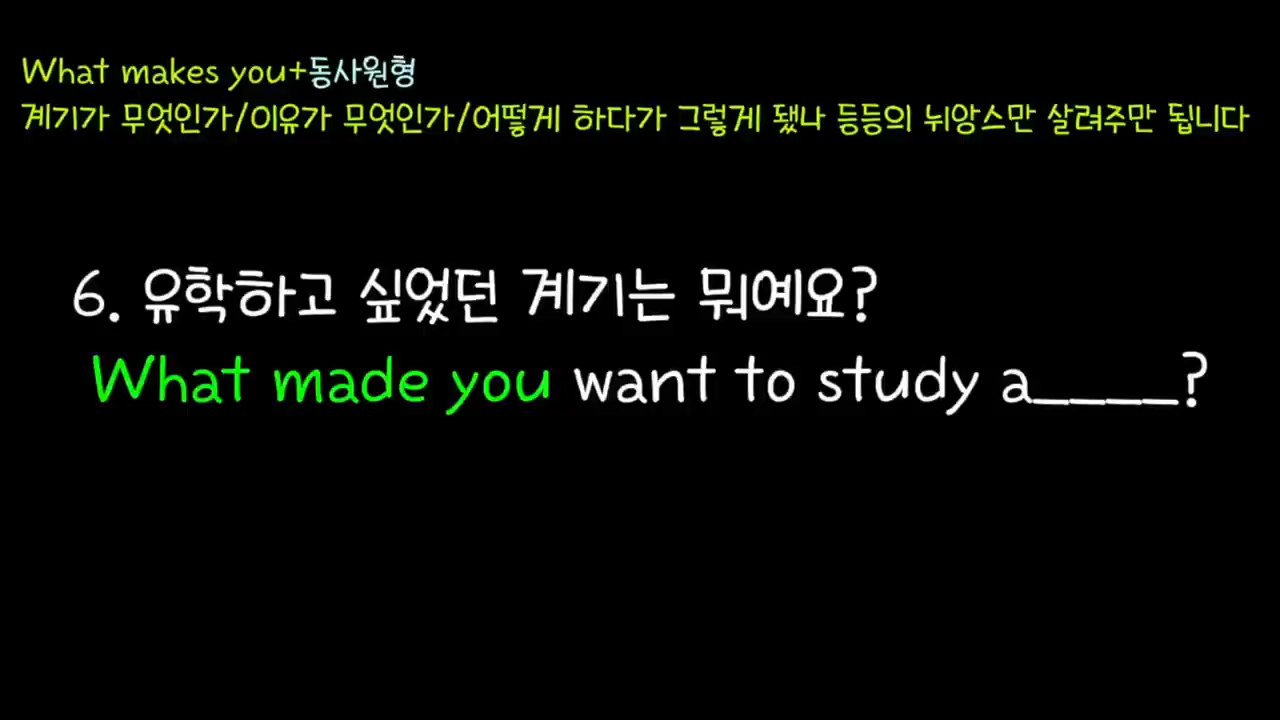 What makes you+동사원형
계기가 무엇인가/이유가 무엇인가/어떻게 하다가 그렇게 됐나 등등의 뉘앙스만 살려주만 됩니다
6. 유학하고 싶었던 계기는 뭐예요?
What made you want to study a____?